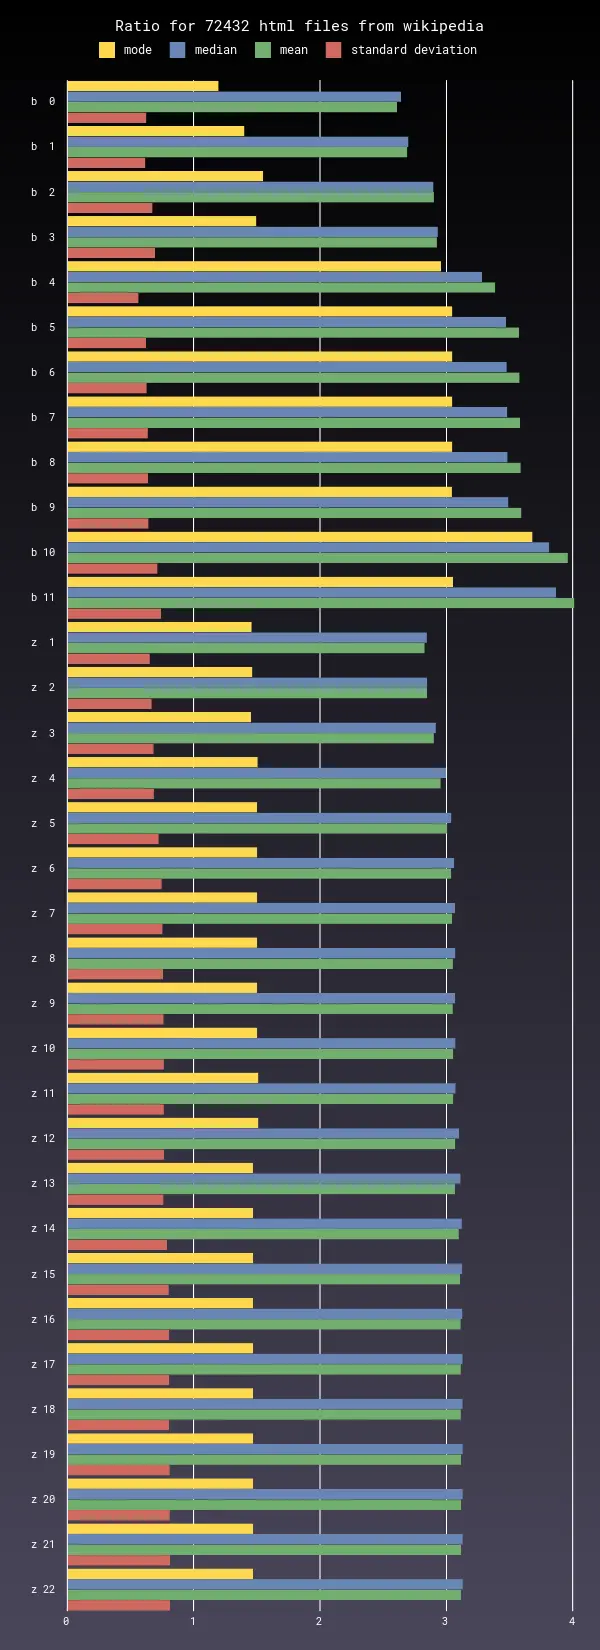 Ratio for 72432 html files from wikipedia
mode median mean standard deviation
b 0
b 1
b 2
b 3
b 4
b 5
b 6
b 7
b 8
b 9
b 10
b 11
z 1
z 2
z 3
z 4
z 5
z 6
z 7
z 8
z 9
z 10
z 11
z 12
z 13
z 14
z 15
z 16
z 17
z 18
z 19
z 20
z 21
z 22
0 1 2 3 4